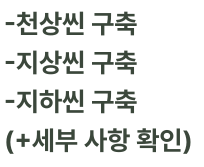 -천상씬 구축
-지상씬 구축
-지하씬 구축
(+세부 사항 확인)